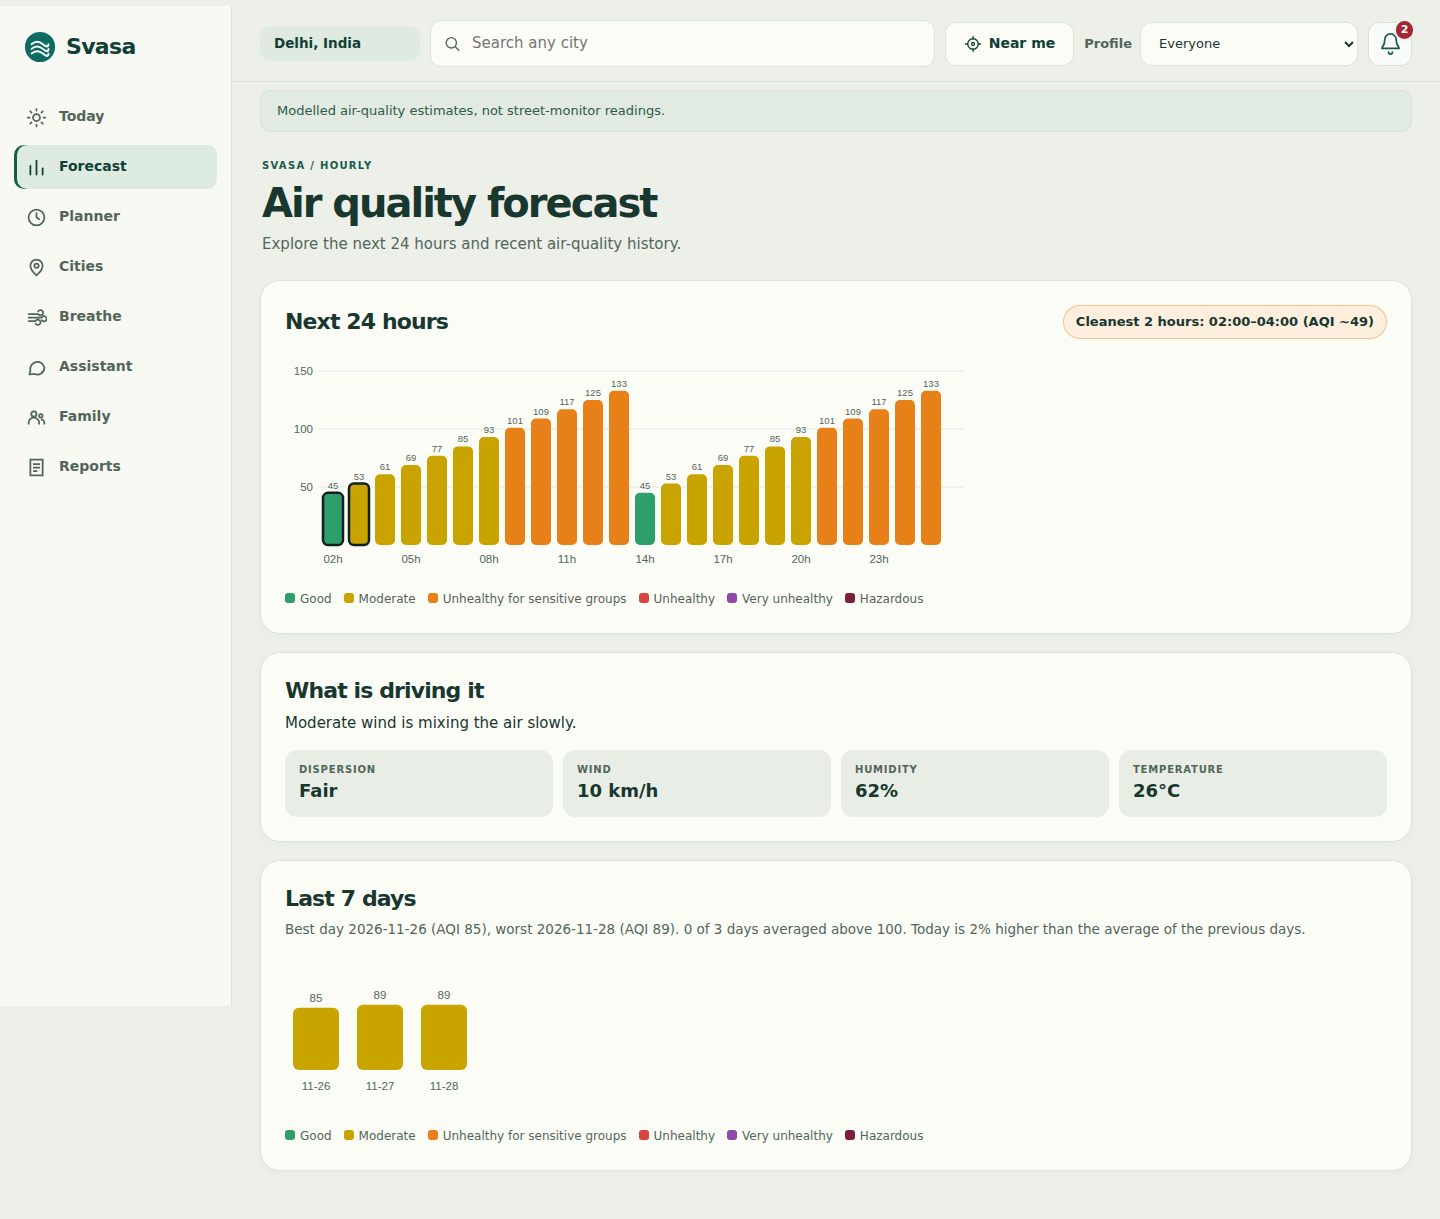 Svasa
Today
Forecast
Planner
Cities
Breathe
Assistant
Family
Reports
Delhi, India
Search any city
Near me
Profile
Everyone
2
Modelled air-quality estimates, not street-monitor readings.
SVASA / HOURLY
Air quality forecast
Explore the next 24 hours and recent air-quality history.
Next 24 hours
Cleanest 2 hours: 02:00–04:00 (AQI ~49)
150
100
50
45 53 61 69 77 85 93 101 109 117 125 133 45 53 61 69 77 85 93 101 109 117 125 133
02h 05h 08h 11h 14h 17h 20h 23h
Good Moderate Unhealthy for sensitive groups Unhealthy Very unhealthy Hazardous
What is driving it
Moderate wind is mixing the air slowly.
DISPERSION
Fair
WIND
10 km/h
HUMIDITY
62%
TEMPERATURE
26°C
Last 7 days
Best day 2026-11-26 (AQI 85), worst 2026-11-28 (AQI 89). 0 of 3 days averaged above 100. Today is 2% higher than the average of the previous days.
85 89 89
11-26 11-27 11-28
Good Moderate Unhealthy for sensitive groups Unhealthy Very unhealthy Hazardous